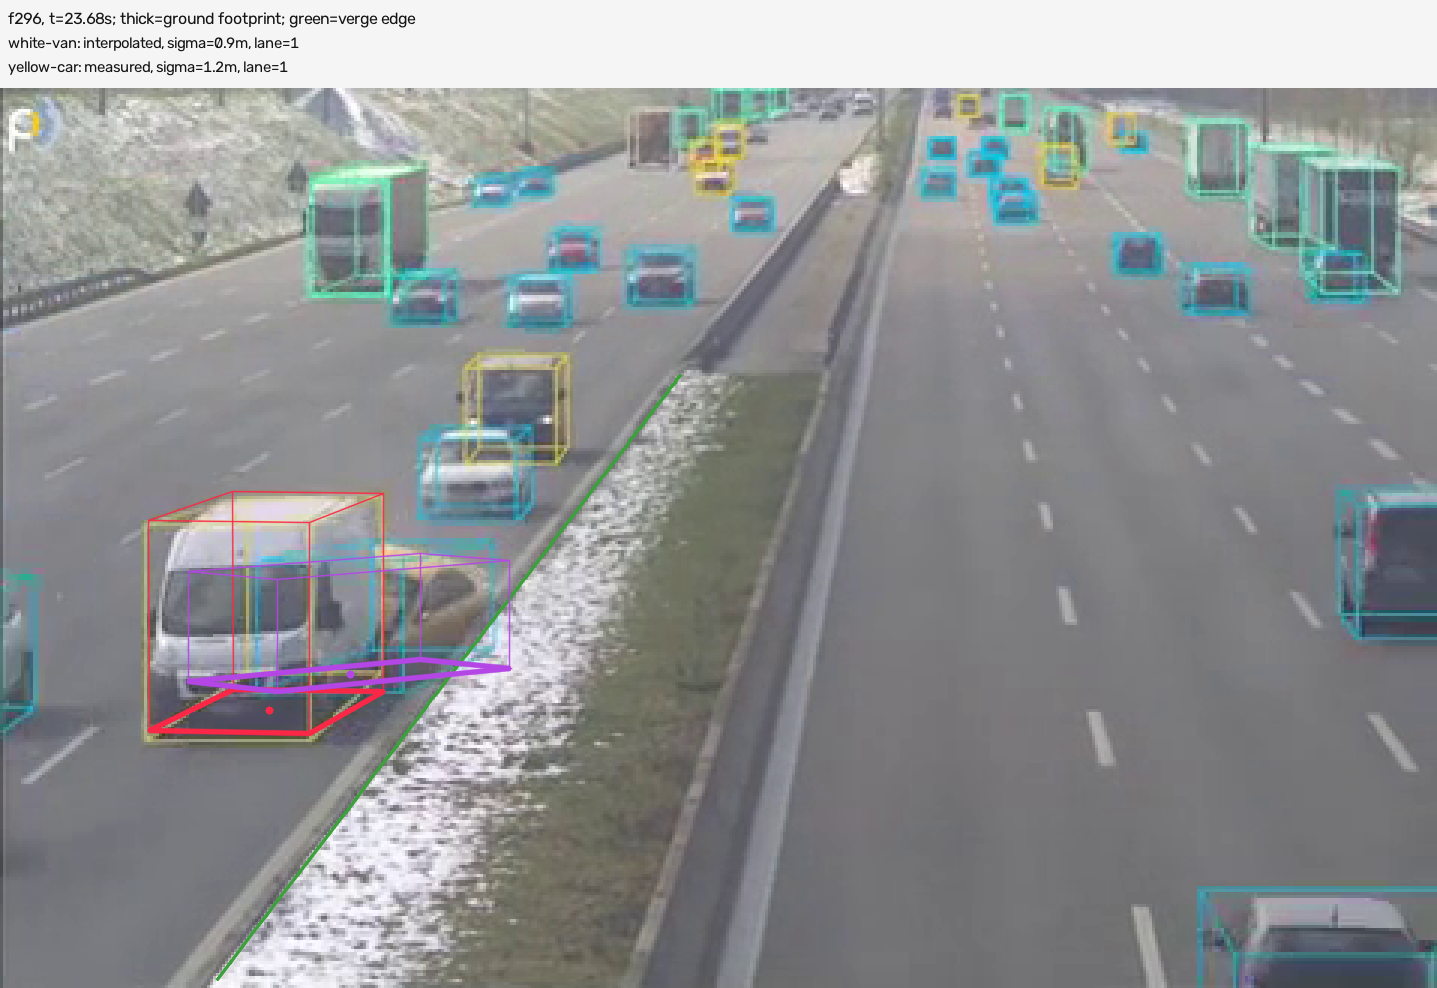 f296, t=23.68s; thick=ground footprint; green=verge edge
white-van: interpolated, sigma=0.9m, lane=1
yellow-car: measured, sigma=1.2m, lane=1